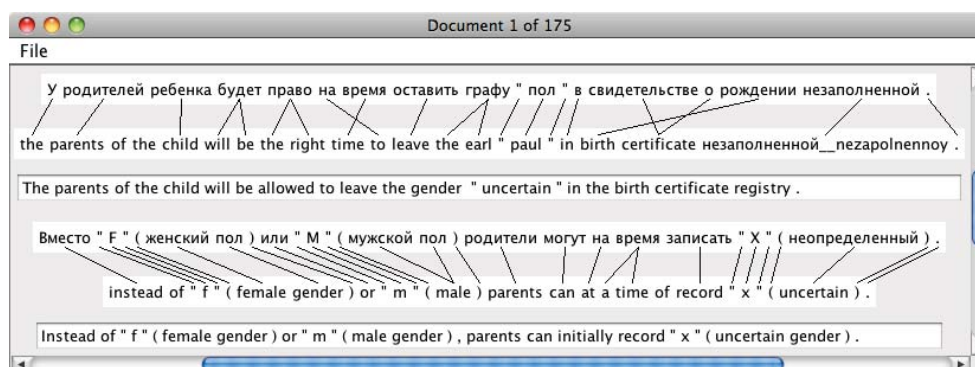 Document 1 of 175
File
У родителей ребенка будет право на время оставить графу " пол " в свидетельстве о рождении незаполненной .
the parents of the child will be the right time to leave the earl " paul " in birth certificate незаполненной__nezapolnennoy .
The parents of the child will be allowed to leave the gender " uncertain " in the birth certificate registry .
Вместо " F " ( женский пол ) или " М " ( мужской пол ) родители могут на время записать " X " ( неопределенный ) .
instead of " f " ( female gender ) or " m " ( male ) parents can at a time of record " x " ( uncertain ) .
Instead of " f " ( female gender ) or " m " ( male gender ) , parents can initially record " x " ( uncertain gender ) .